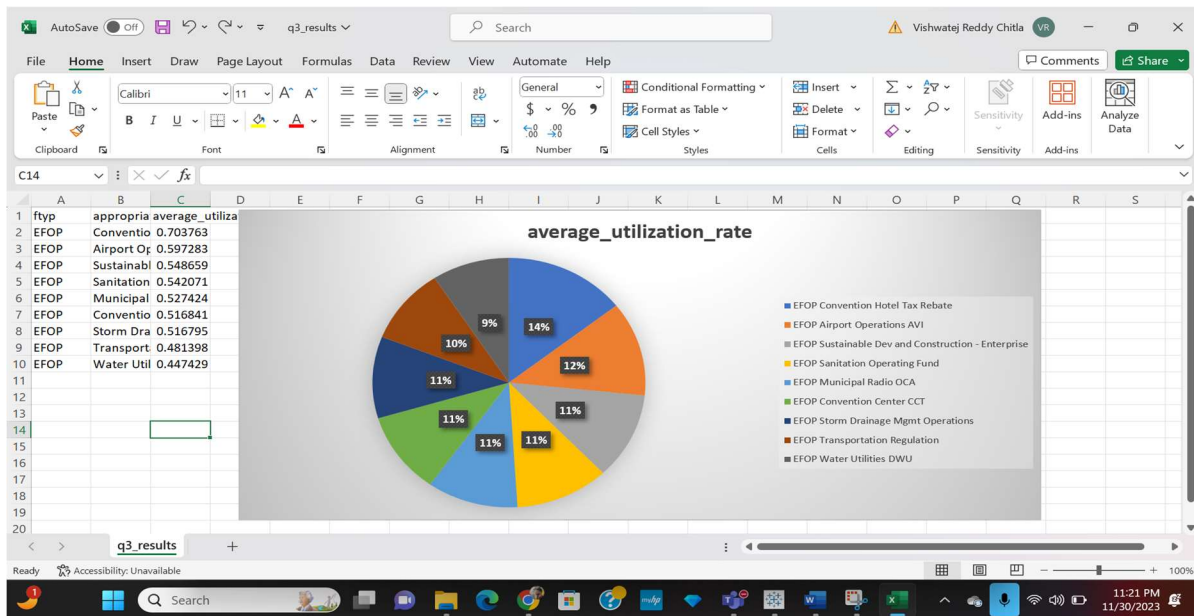 AutoSave Off q3_results Search Vishwatej Reddy Chitla VR
File Home Insert Draw Page Layout Formulas Data Review View Automate Help Comments Share
Calibri 11 A^ A˅ ab General Conditional Formatting Insert Σ
Paste B I U A $ % , Format as Table Delete Sensitivity Add-ins Analyze Data
.00 Cell Styles Format
Clipboard Font Alignment Number Styles Cells Editing Sensitivity Add-ins
C14 fx
A B C D E F G H I J K L M N O P Q R S
1 ftyp appropria average_utiliza
2 EFOP Conventio 0.703763
3 EFOP Airport Op 0.597283
4 EFOP Sustainabl 0.548659
5 EFOP Sanitation 0.542071
6 EFOP Municipal 0.527424
7 EFOP Conventio 0.516841
8 EFOP Storm Dra 0.516795
9 EFOP Transport 0.481398
10 EFOP Water Util 0.447429
11
12
13
14
15
16
17
18
19
20
average_utilization_rate
14%
12%
11%
11%
11%
11%
11%
10%
9%
EFOP Convention Hotel Tax Rebate
EFOP Airport Operations AVI
EFOP Sustainable Dev and Construction - Enterprise
EFOP Sanitation Operating Fund
EFOP Municipal Radio OCA
EFOP Convention Center CCT
EFOP Storm Drainage Mgmt Operations
EFOP Transportation Regulation
EFOP Water Utilities DWU
q3_results
Ready Accessibility: Unavailable 100%
Search 11:21 PM
11/30/2023